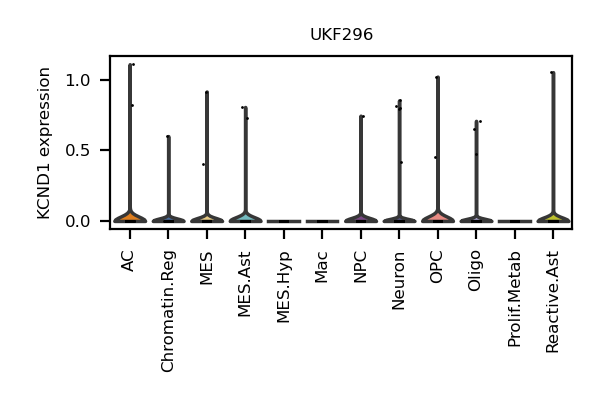 UKF296
KCND1 expression
1.0
0.5
0.0
AC
Chromatin.Reg
MES
MES.Ast
MES.Hyp
Mac
NPC
Neuron
OPC
Oligo
Prolif.Metab
Reactive.Ast